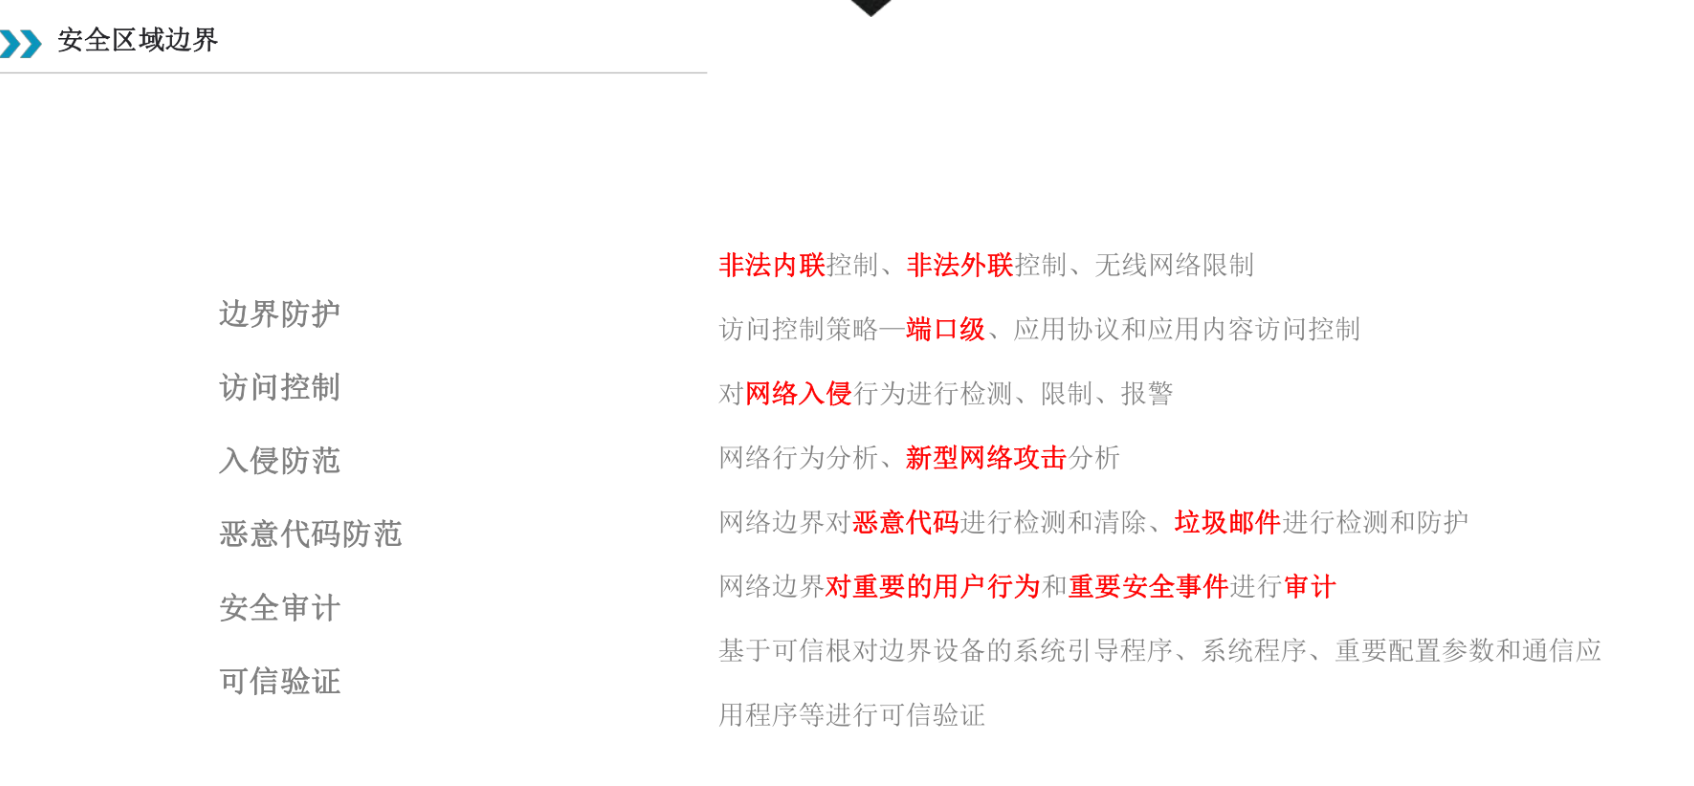 安全区域边界
边界防护
访问控制
入侵防范
恶意代码防范
安全审计
可信验证
非法内联控制、非法外联控制、无线网络限制
访问控制策略—端口级、应用协议和应用内容访问控制
对网络入侵行为进行检测、限制、报警
网络行为分析、新型网络攻击分析
网络边界对恶意代码进行检测和清除、垃圾邮件进行检测和防护
网络边界对重要的用户行为和重要安全事件进行审计
基于可信根对边界设备的系统引导程序、系统程序、重要配置参数和通信应
用程序等进行可信验证